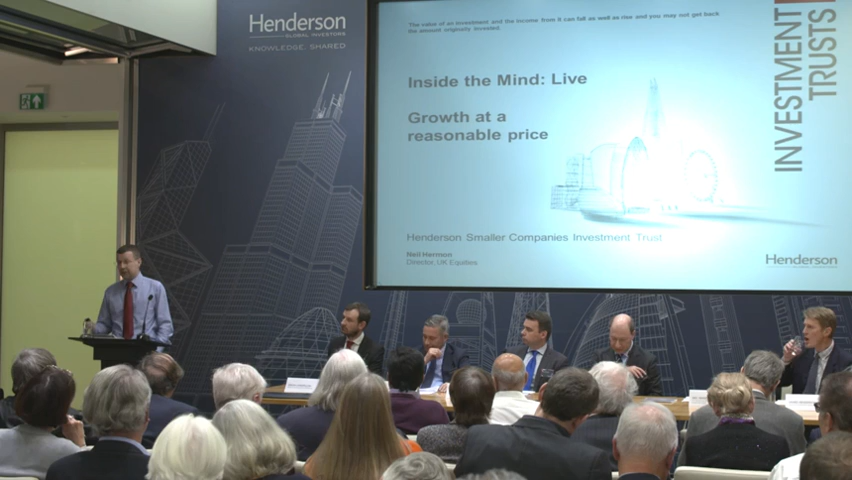 Henderson
GLOBAL INVESTORS
KNOWLEDGE. SHARED
The value of an investment and the income from it can fall as well as rise and you may not get back
the amount originally invested.
INVESTMENT
TRUSTS
Inside the Mind: Live
Growth at a
reasonable price
Henderson Smaller Companies Investment Trust
Neil Hermon
Director, UK Equities
Henderson